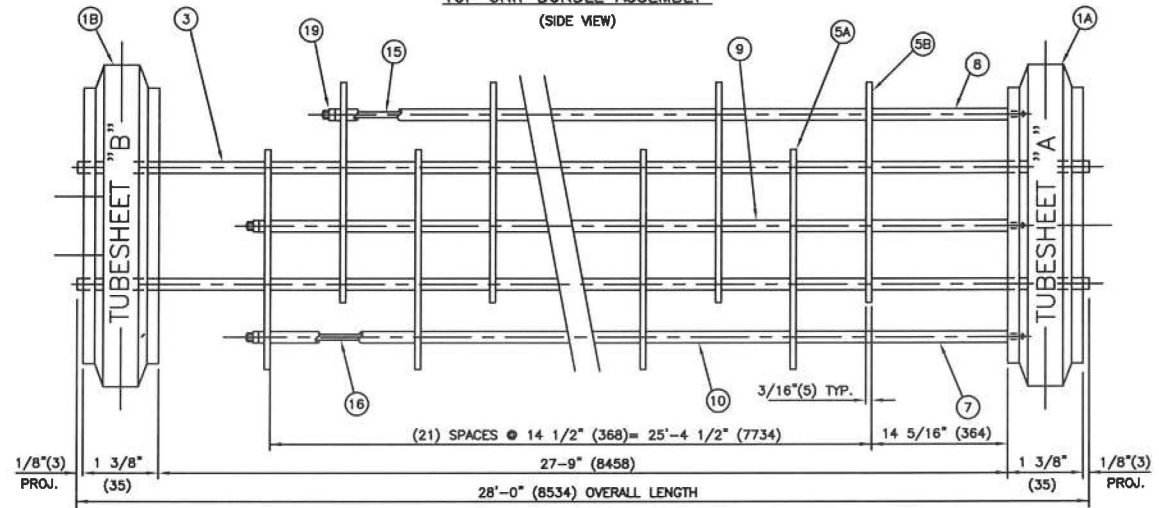 (SIDE VIEW)
1B
3
19
15
9
5A
5B
8
1A
TUBESHEET "B"
TUBESHEET "A"
16
10
7
3/16"(5) TYP.
(21) SPACES @ 14 1/2" (368)= 25'-4 1/2" (7734)
14 5/16" (364)
1/8"(3)
PROJ.
1 3/8"
(35)
27-9" (8458)
1 3/8"
(35)
1/8"(3)
PROJ.
28'-0" (8534) OVERALL LENGTH